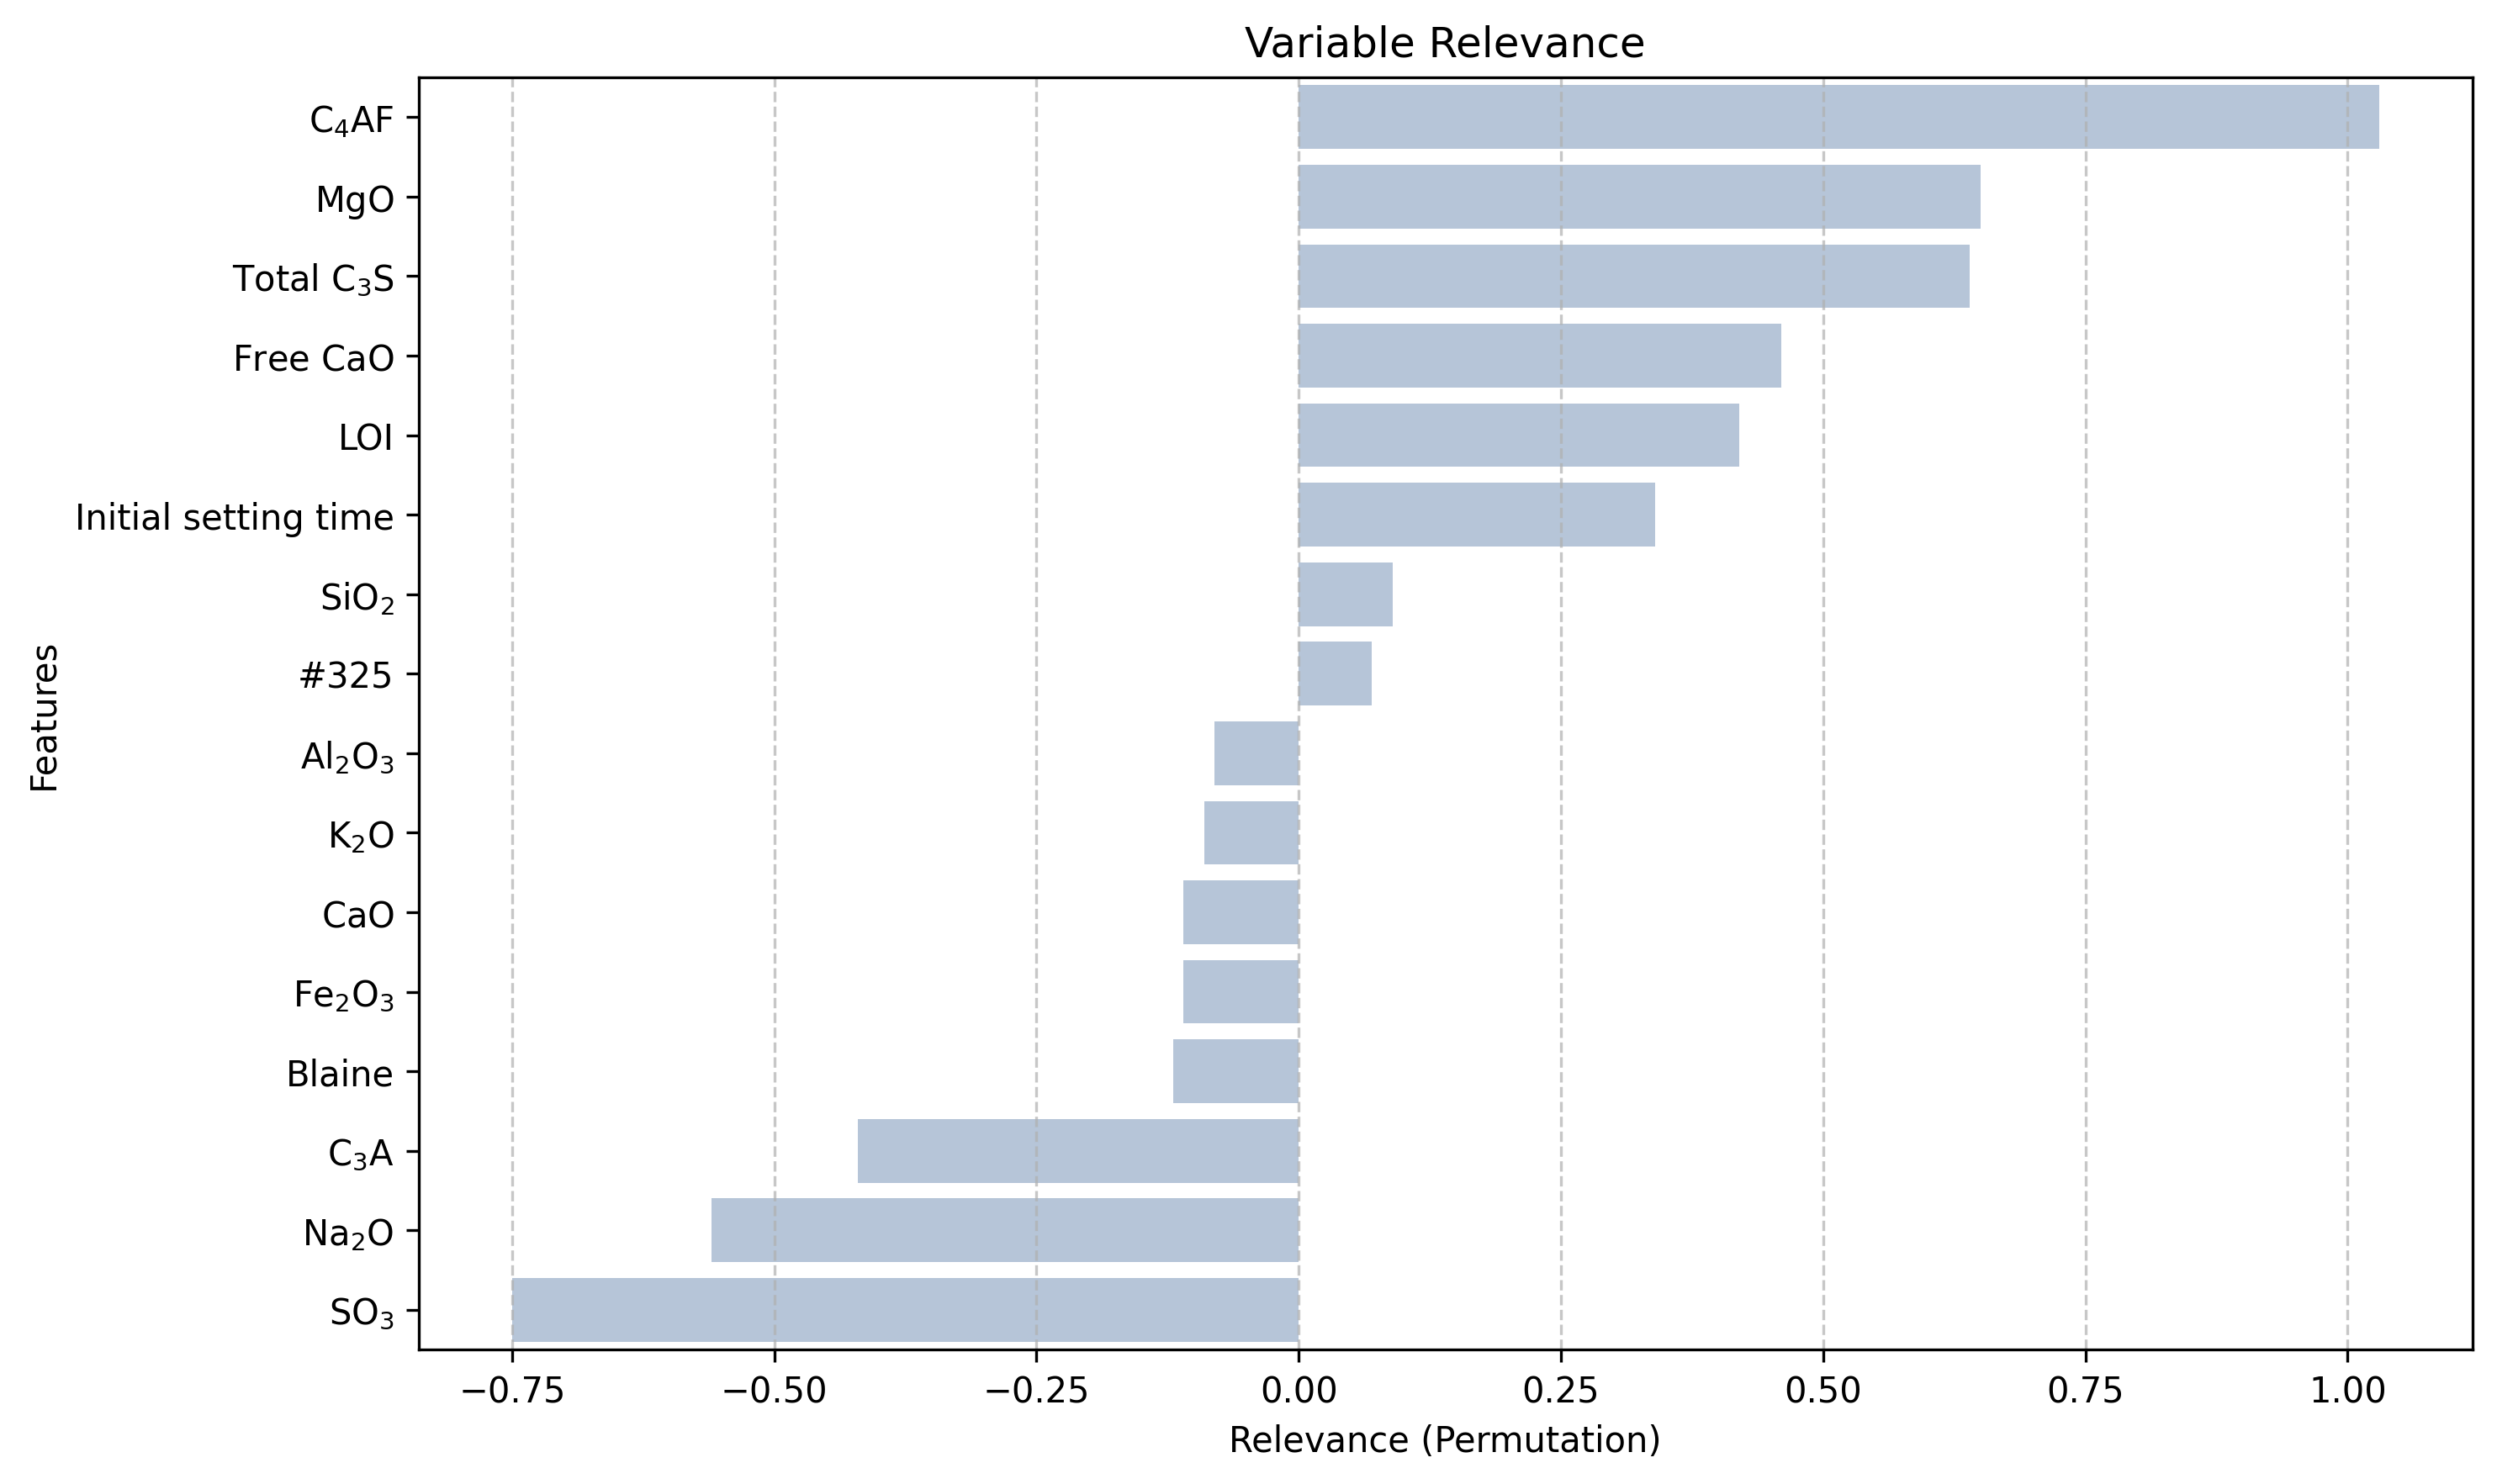 Variable Relevance
C₄AF
MgO
Total C₃S
Free CaO
LOI
Initial setting time
SiO₂
#325
Al₂O₃
K₂O
CaO
Fe₂O₃
Blaine
C₃A
Na₂O
SO₃
Features
−0.75 −0.50 −0.25 0.00 0.25 0.50 0.75 1.00
Relevance (Permutation)